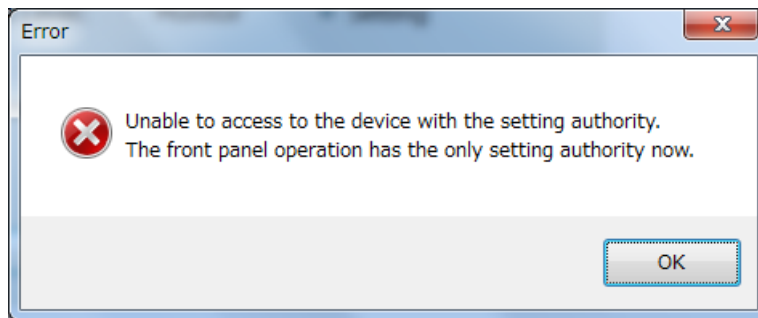 Error
Unable to access to the device with the setting authority.
The front panel operation has the only setting authority now.
OK